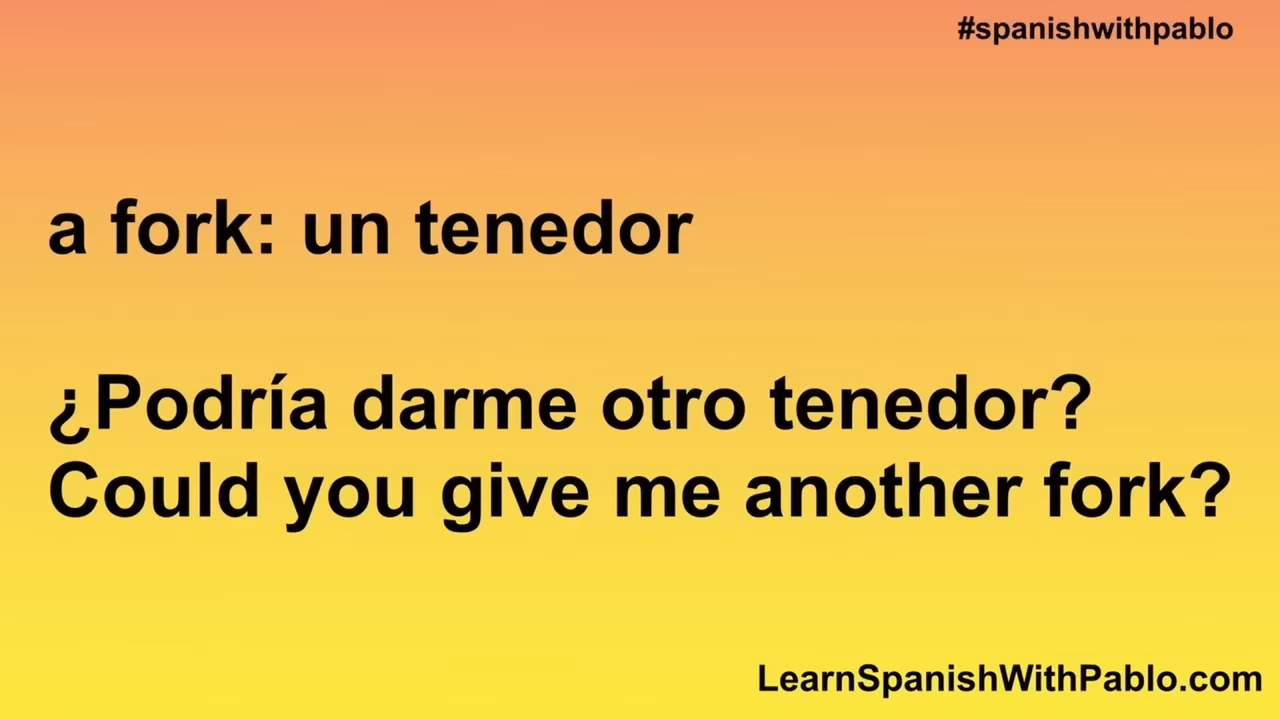 #spanishwithpablo
a fork: un tenedor
¿Podría darme otro tenedor?
Could you give me another fork?
LearnSpanishWithPablo.com